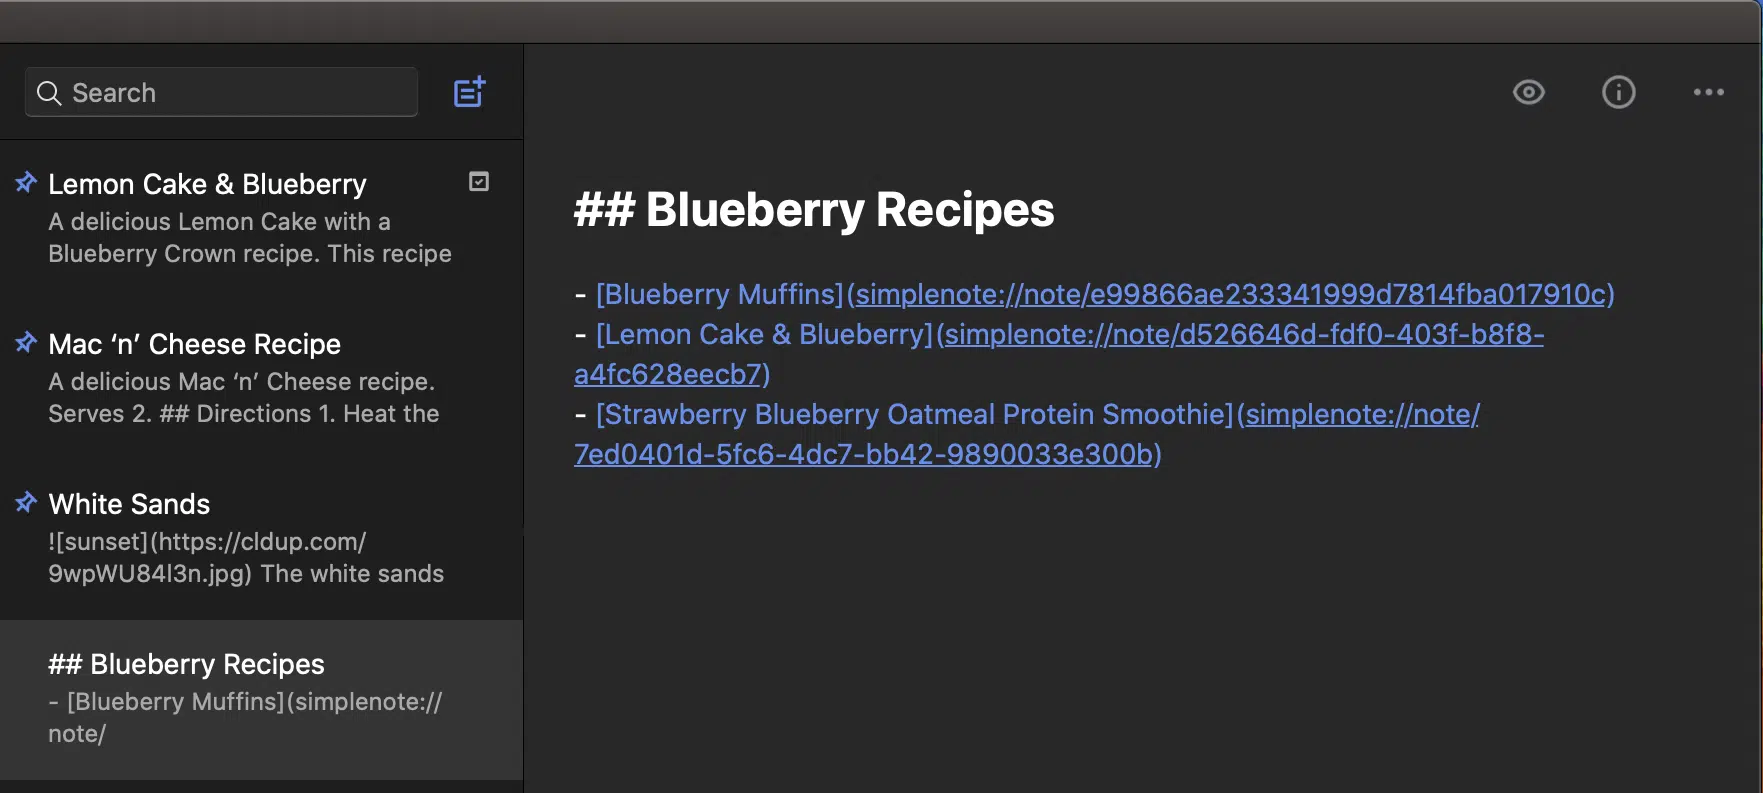 Search
Lemon Cake & Blueberry
A delicious Lemon Cake with a
Blueberry Crown recipe. This recipe
Mac ‘n’ Cheese Recipe
A delicious Mac ‘n’ Cheese recipe.
Serves 2. ## Directions 1. Heat the
White Sands
![sunset](https://cldup.com/
9wpWU84l3n.jpg) The white sands
## Blueberry Recipes
- [Blueberry Muffins](simplenote://
note/
## Blueberry Recipes
- [Blueberry Muffins](simplenote://note/e99866ae233341999d7814fba017910c)
- [Lemon Cake & Blueberry](simplenote://note/d526646d-fdf0-403f-b8f8-
a4fc628eecb7)
- [Strawberry Blueberry Oatmeal Protein Smoothie](simplenote://note/
7ed0401d-5fc6-4dc7-bb42-9890033e300b)